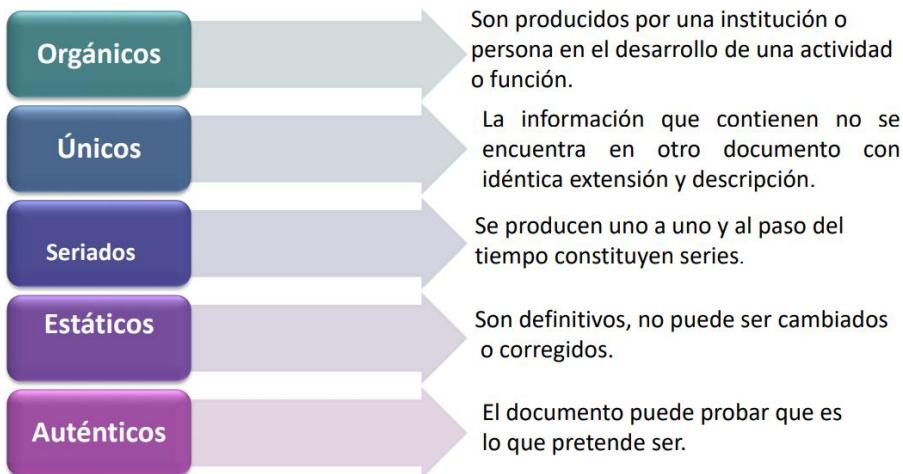 Orgánicos
Son producidos por una institución o
persona en el desarrollo de una actividad
o función.
Únicos
La información que contienen no se
encuentra en otro documento con
idéntica extensión y descripción.
Seriados
Se producen uno a uno y al paso del
tiempo constituyen series.
Estáticos
Son definitivos, no puede ser cambiados
o corregidos.
Auténticos
El documento puede probar que es
lo que pretende ser.